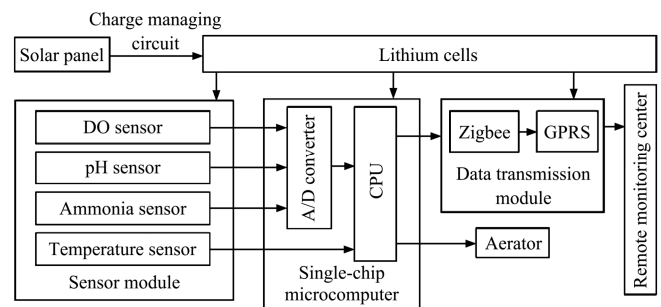 Charge managing
circuit
Solar panel
Lithium cells
DO sensor
pH sensor
Ammonia sensor
Temperature sensor
Sensor module
A/D converter
CPU
Single-chip
microcomputer
Zigbee
GPRS
Data transmission
module
Aerator
Remote monitoring center